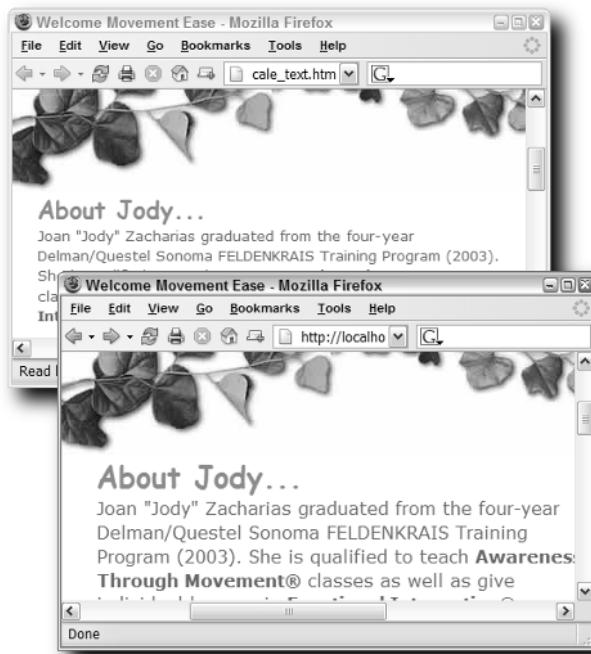 Welcome Movement Ease - Mozilla Firefox
File Edit View Go Bookmarks Tools Help
cale_text.htm G
About Jody...
Joan "Jody" Zacharias graduated from the four-year
Delman/Questel Sonoma FELDENKRAIS Training Program (2003).
Read
Welcome Movement Ease - Mozilla Firefox
File Edit View Go Bookmarks Tools Help
http://localho G
About Jody...
Joan "Jody" Zacharias graduated from the four-year
Delman/Questel Sonoma FELDENKRAIS Training
Program (2003). She is qualified to teach Awareness
Through Movement® classes as well as give
Done